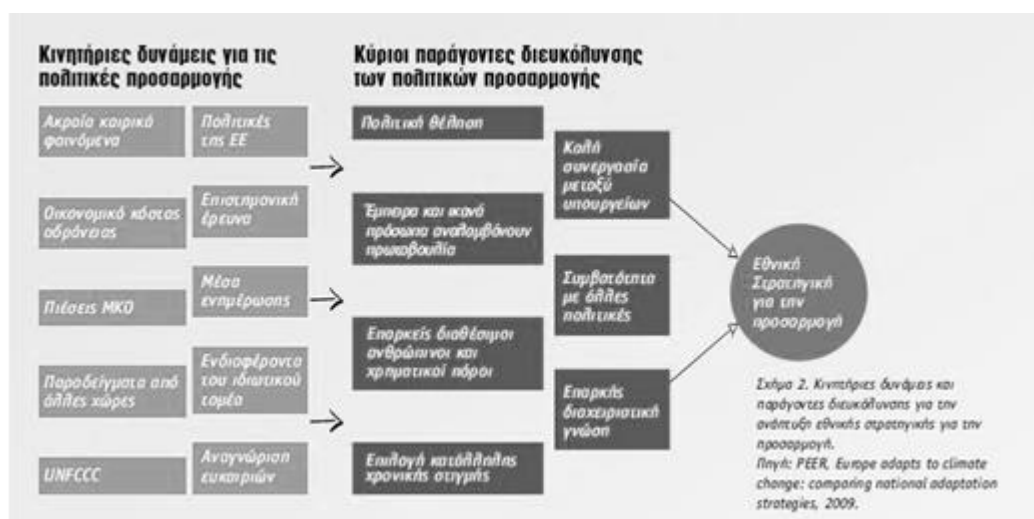 Κινητήριες δυνάμεις για τις
πολιτικές προσαρμογής
Ακραία καιρικά
φαινόμενα
Πολιτικές
της ΕΕ
Οικονομικό κόστος
αδράνειας
Επιστημονική
έρευνα
Πιέσεις ΜΚΟ
Μέσα
ενημέρωσης
Παραδείγματα από
άλλες χώρες
Ενδιαφέροντα
του ιδιωτικού
τομέα
UNFCCC
Αναγνώριση
ευκαιριών
Κύριοι παράγοντες διευκόλυνσης
των πολιτικών προσαρμογής
Πολιτική θέληση
Έμπειρα και ικανά
πρόσωπα αναλαμβάνουν
πρωτοβουλία
Επαρκείς διαθέσιμοι
ανθρώπινοι και
χρηματικοί πόροι
Επιλογή κατάλληλης
χρονικής στιγμής
Καλή
συνεργασία
μεταξύ
υπουργείων
Συμβατότητα
με άλλες
πολιτικές
Επαρκής
διαχειριστική
γνώση
Εθνική
Στρατηγική
για την
προσαρμογή
Σχήμα 2. Κινητήριες δυνάμεις και
παράγοντες διευκόλυνσης για την
ανάπτυξη εθνικής στρατηγικής για την
προσαρμογή.
Πηγή: PEER, Europe adapts to climate
change: comparing national adaptation
strategies, 2009.